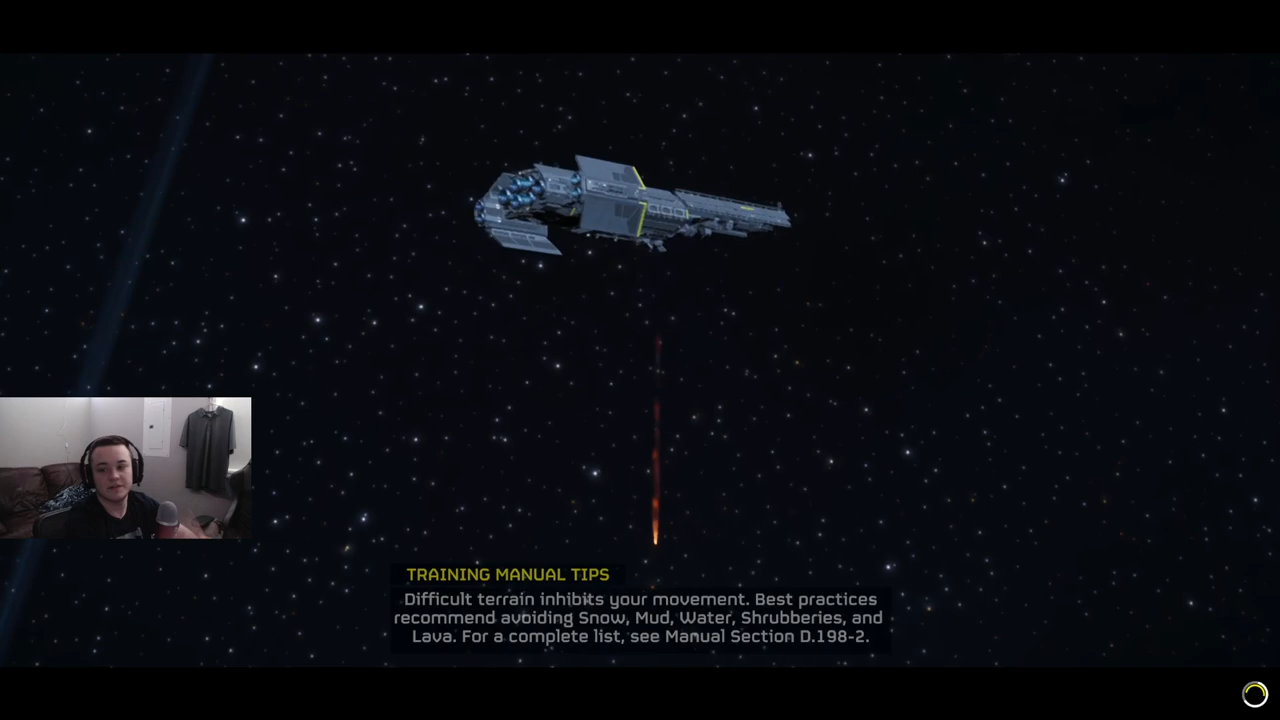 TRAINING MANUAL TIPS
Difficult terrain inhibits your movement. Best practices
recommend avoiding Snow, Mud, Water, Shrubberies, and
Lava. For a complete list, see Manual Section D.198-2.